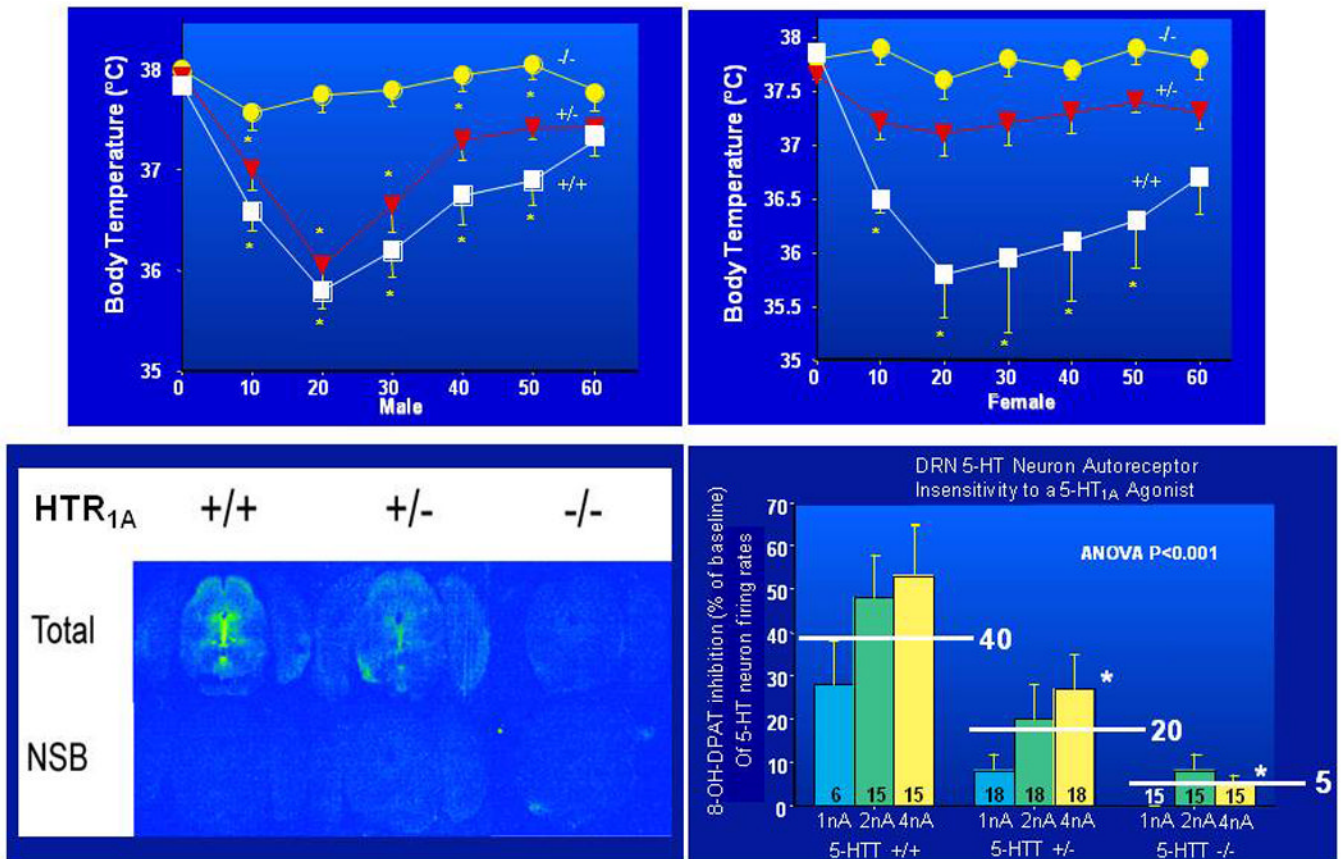 Body Temperature (°C)
38
37
36
35
-/-
+/-
+/+
*
*
*
*
*
*
*
*
*
*
*
0 10 20 30 40 50 60
Male
Body Temperature (°C)
38
37.5
37
36.5
36
35.5
35
-/-
+/-
+/+
*
*
*
*
*
0 10 20 30 40 50 60
Female
HTR1A +/+ +/- -/-
Total
NSB
DRN 5-HT Neuron Autoreceptor
Insensitivity to a 5-HT1A Agonist
8-OH-DPAT inhibition (% of baseline)
Of 5-HT neuron firing rates
70
60
50
40
30
20
10
0
ANOVA P<0.001
40
20
5
*
*
6 15 15 18 18 18 15 15 15
1nA 2nA 4nA 1nA 2nA 4nA 1nA 2nA 4nA
5-HTT +/+ 5-HTT +/- 5-HTT -/-